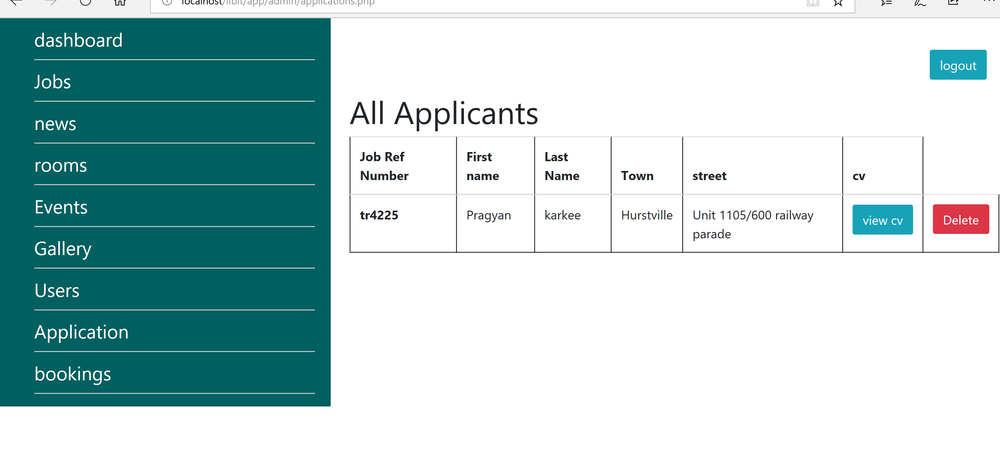 localhost/libit/app/admin/applications.php
dashboard
Jobs
news
rooms
Events
Gallery
Users
Application
bookings
logout
All Applicants
Job Ref Number
First name
Last Name
Town
street
cv
tr4225
Pragyan
karkee
Hurstville
Unit 1105/600 railway
parade
view cv
Delete